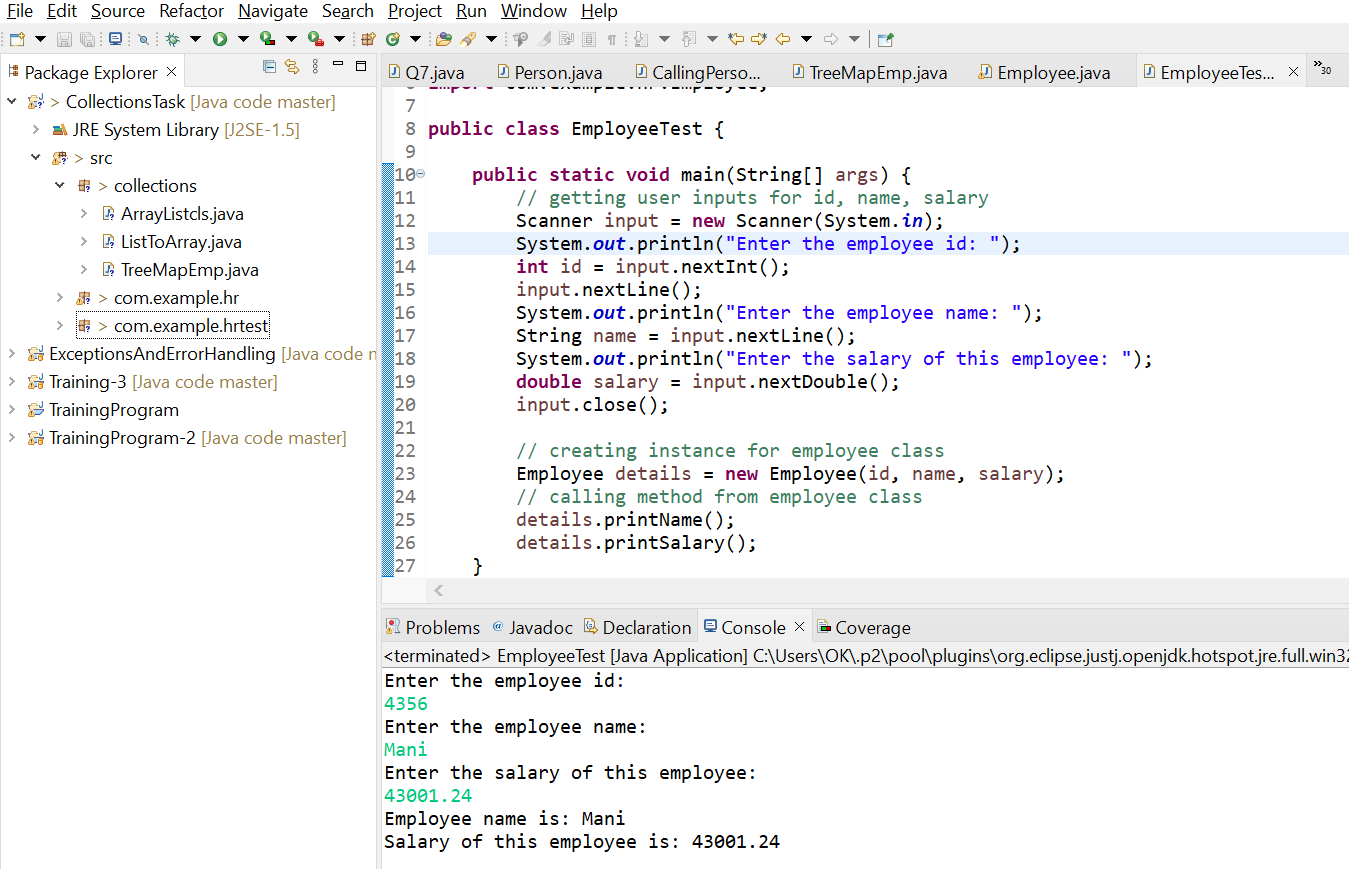 File Edit Source Refactor Navigate Search Project Run Window Help
Package Explorer
Q7.java Person.java CallingPerso... TreeMapEmp.java Employee.java EmployeeTes... 30
> CollectionsTask [Java code master]
JRE System Library [J2SE-1.5]
> src
> collections
ArrayListcls.java
ListToArray.java
TreeMapEmp.java
> com.example.hr
> com.example.hrtest
ExceptionsAndErrorHandling [Java code n
Training-3 [Java code master]
TrainingProgram
TrainingProgram-2 [Java code master]
7
8 public class EmployeeTest {
9
10 public static void main(String[] args) {
11 // getting user inputs for id, name, salary
12 Scanner input = new Scanner(System.in);
13 System.out.println("Enter the employee id: ");
14 int id = input.nextInt();
15 input.nextLine();
16 System.out.println("Enter the employee name: ");
17 String name = input.nextLine();
18 System.out.println("Enter the salary of this employee: ");
19 double salary = input.nextDouble();
20 input.close();
21
22 // creating instance for employee class
23 Employee details = new Employee(id, name, salary);
24 // calling method from employee class
25 details.printName();
26 details.printSalary();
27 }
Problems @ Javadoc Declaration Console Coverage
<terminated> EmployeeTest [Java Application] C:\Users\OK\.p2\pool\plugins\org.eclipse.justj.openjdk.hotspot.jre.full.win32
Enter the employee id:
4356
Enter the employee name:
Mani
Enter the salary of this employee:
43001.24
Employee name is: Mani
Salary of this employee is: 43001.24